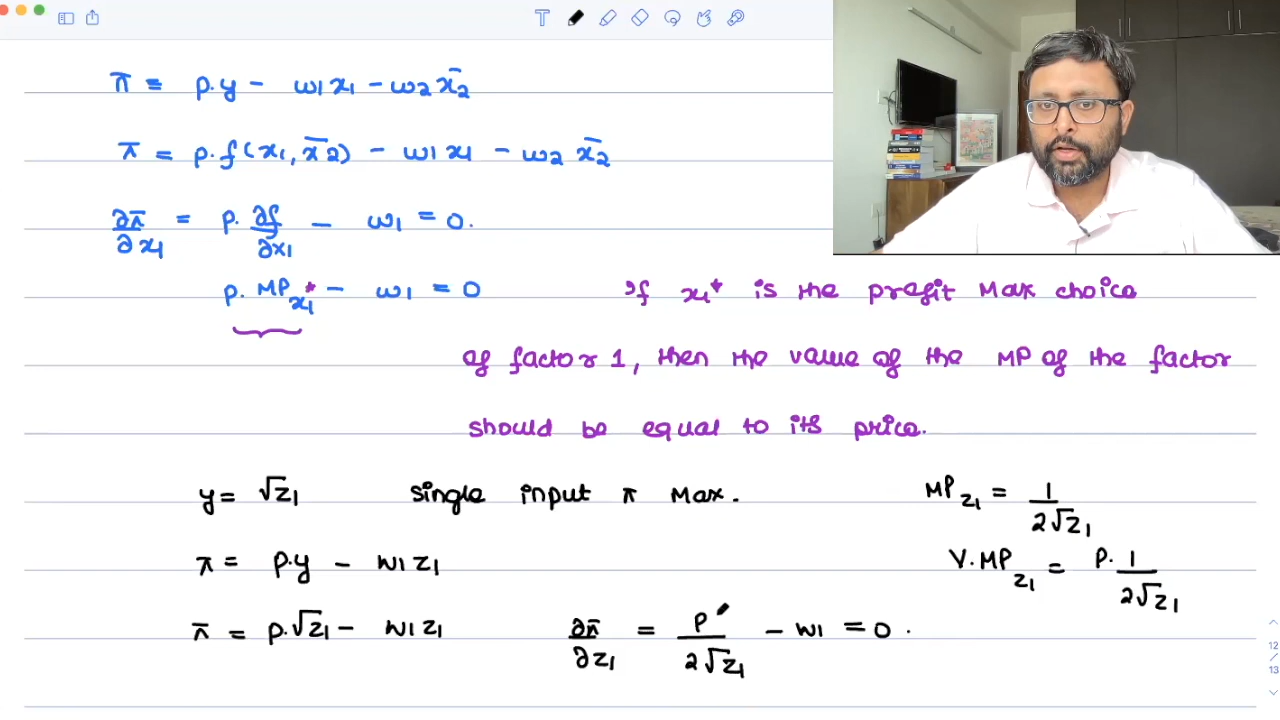 π = p.y - w1x1 - w2x̄2
π = p.f(x1, x̄2) - w1x1 - w2x̄2
∂π/∂x1 = p. ∂f/∂x1 - w1 = 0.
p. MPx1* - w1 = 0 If x1* is the profit Max choice
of factor 1, then the value of the MP of the factor
should be equal to its price.
y = √z1 single input π Max. MPz1 = 1/2√z1
π = p.y - w1z1 V.MPz1 = P. 1/2√z1
π = p.√z1 - w1z1 ∂π/∂z1 = P/2√z1 - w1 = 0.
12
/
13